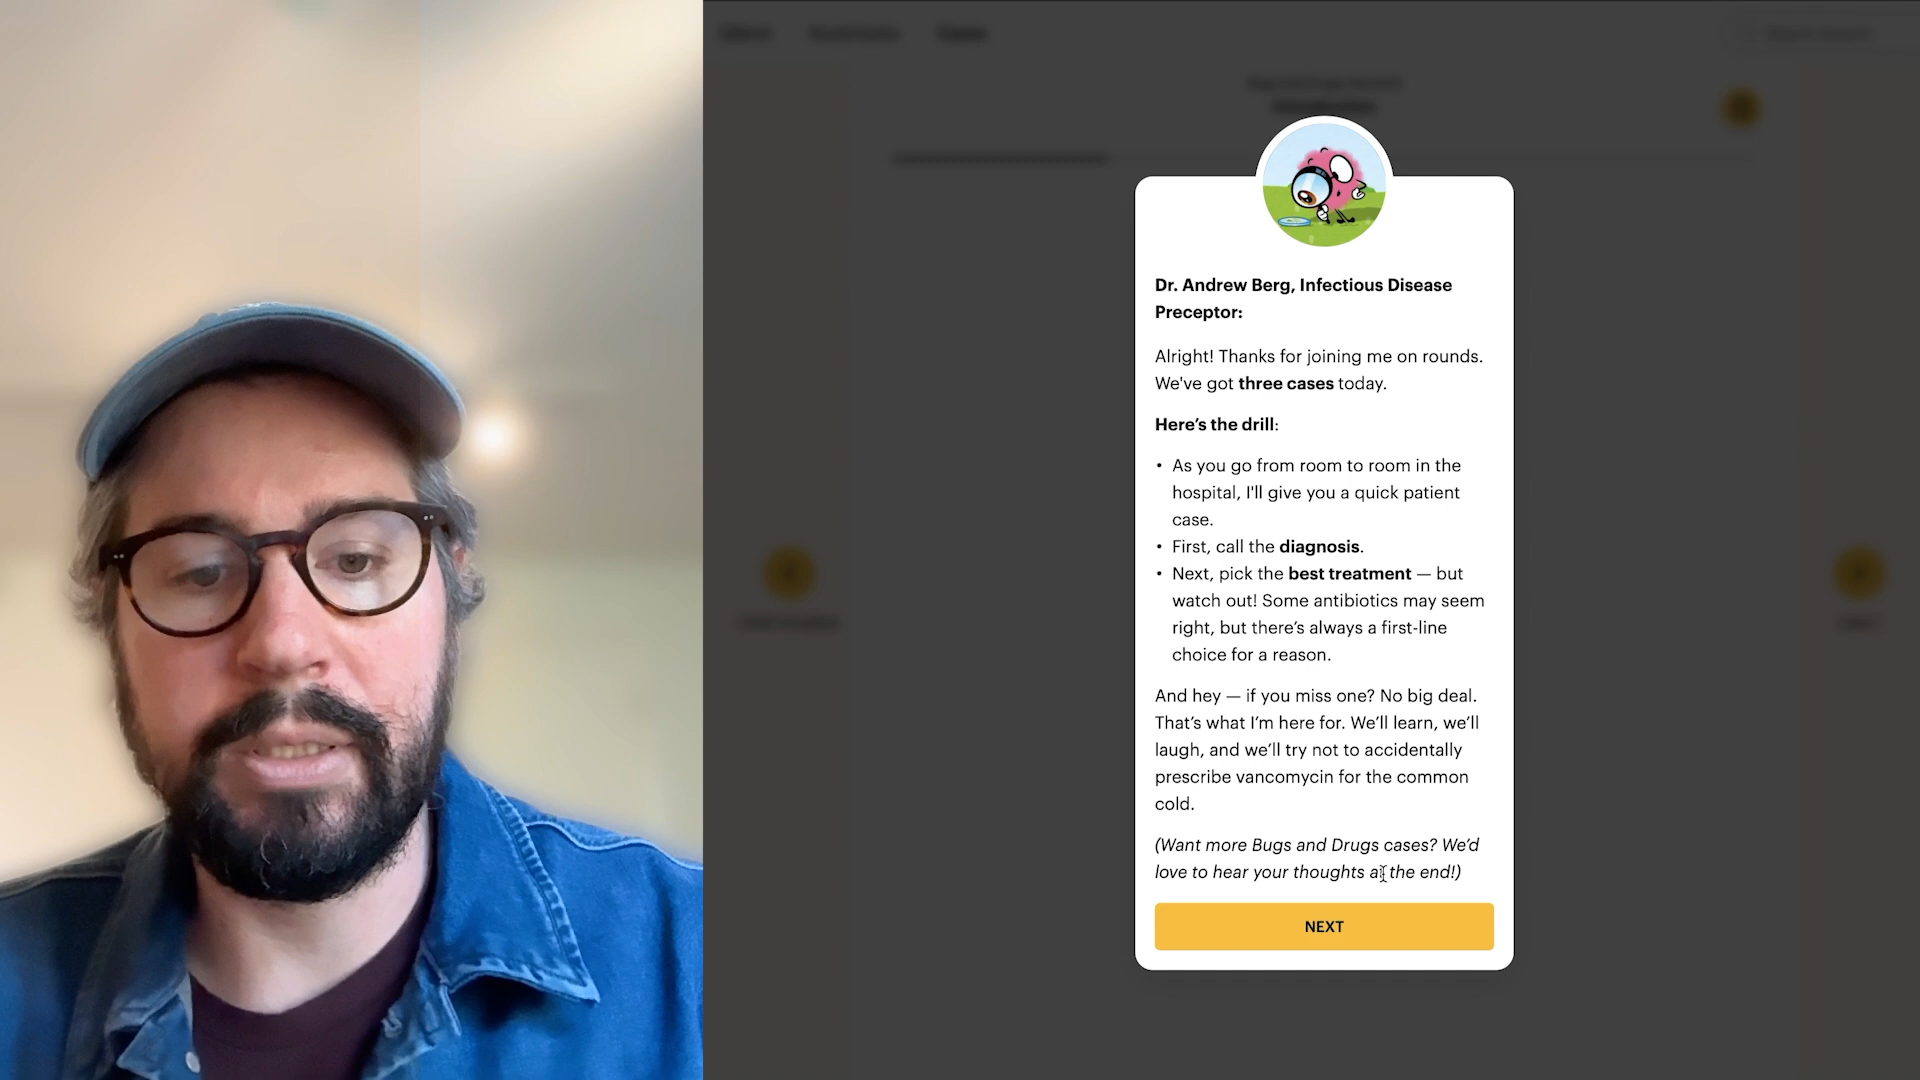 Dr. Andrew Berg, Infectious Disease
Preceptor:
Alright! Thanks for joining me on rounds.
We've got three cases today.
Here’s the drill:
• As you go from room to room in the
hospital, I'll give you a quick patient
case.
• First, call the diagnosis.
• Next, pick the best treatment — but
watch out! Some antibiotics may seem
right, but there’s always a first-line
choice for a reason.
And hey — if you miss one? No big deal.
That’s what I’m here for. We’ll learn, we’ll
laugh, and we’ll try not to accidentally
prescribe vancomycin for the common
cold.
(Want more Bugs and Drugs cases? We’d
love to hear your thoughts at the end!)
NEXT